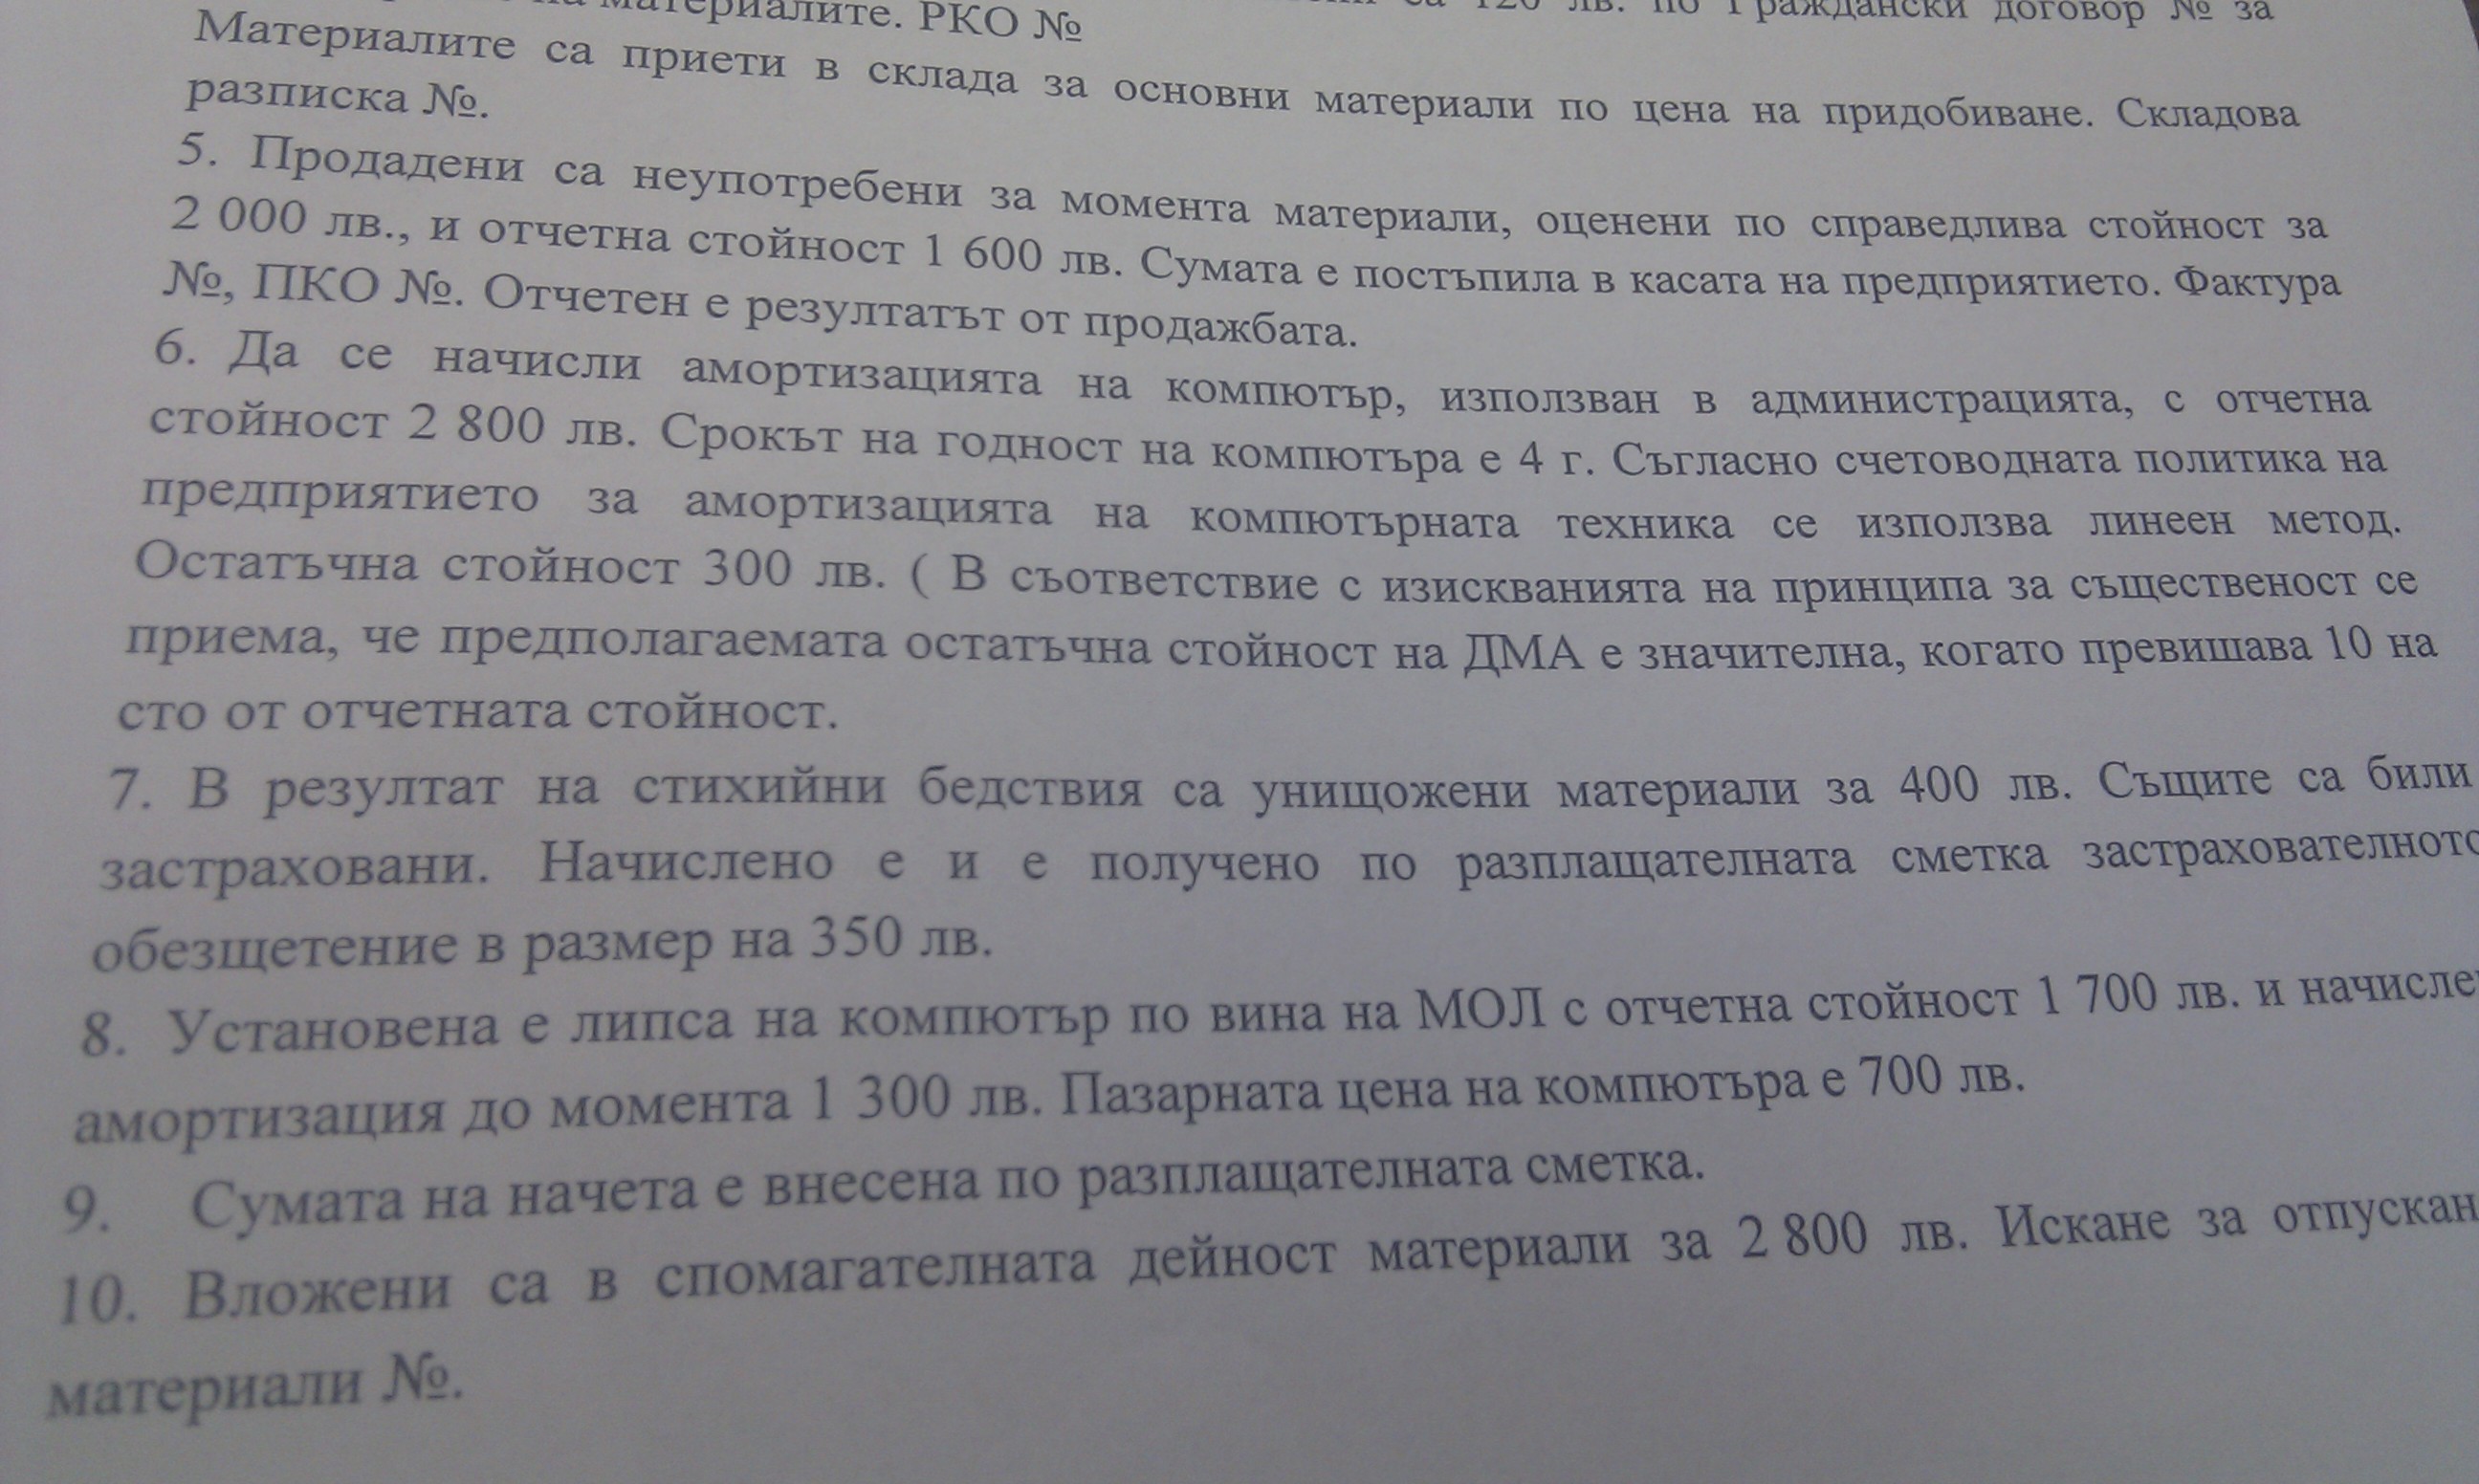 материалите. РКО №
са 120 лв. по Граждански договор № за
Материалите са приети в склада за основни материали по цена на придобиване. Складова
разписка №.
5. Продадени са неупотребени за момента материали, оценени по справедлива стойност за
2 000 лв., и отчетна стойност 1 600 лв. Сумата е постъпила в касата на предприятието. Фактура
№, ПКО №. Отчетен е резултатът от продажбата.
6. Да се начисли амортизацията на компютър, използван в администрацията, с отчетна
стойност 2 800 лв. Срокът на годност на компютъра е 4 г. Съгласно счетоводната политика на
предприятието за амортизацията на компютърната техника се използва линеен метод.
Остатъчна стойност 300 лв. ( В съответствие с изискванията на принципа за същественост се
приема, че предполагаемата остатъчна стойност на ДМА е значителна, когато превишава 10 на
сто от отчетната стойност.
7. В резултат на стихийни бедствия са унищожени материали за 400 лв. Същите са били
застраховани. Начислено е и е получено по разплащателната сметка застрахователното
обезщетение в размер на 350 лв.
8. Установена е липса на компютър по вина на МОЛ с отчетна стойност 1 700 лв. и начисле
амортизация до момента 1 300 лв. Пазарната цена на компютъра е 700 лв.
9. Сумата на начета е внесена по разплащателната сметка.
10. Вложени са в спомагателната дейност материали за 2 800 лв. Искане за отпускан
материали №.